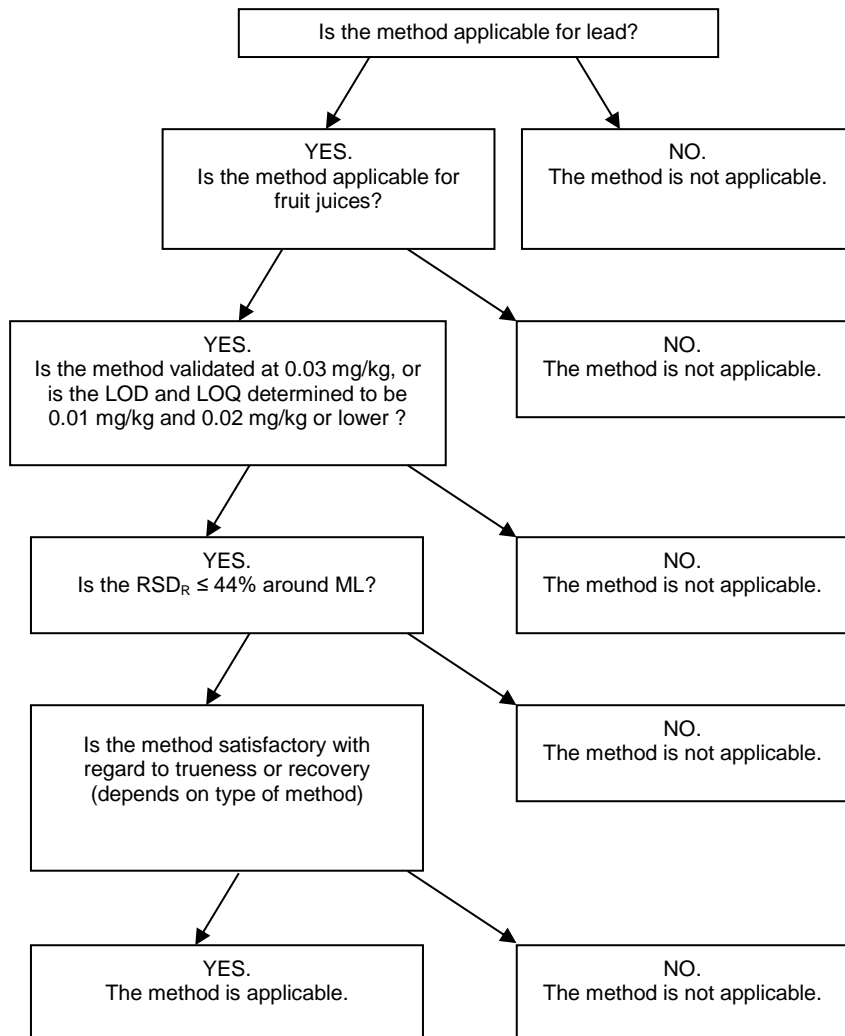 Is the method applicable for lead?
YES.
Is the method applicable for
fruit juices?
NO.
The method is not applicable.
YES.
Is the method validated at 0.03 mg/kg, or
is the LOD and LOQ determined to be
0.01 mg/kg and 0.02 mg/kg or lower ?
NO.
The method is not applicable.
YES.
Is the RSDR ≤ 44% around ML?
NO.
The method is not applicable.
Is the method satisfactory with
regard to trueness or recovery
(depends on type of method)
NO.
The method is not applicable.
YES.
The method is applicable.
NO.
The method is not applicable.